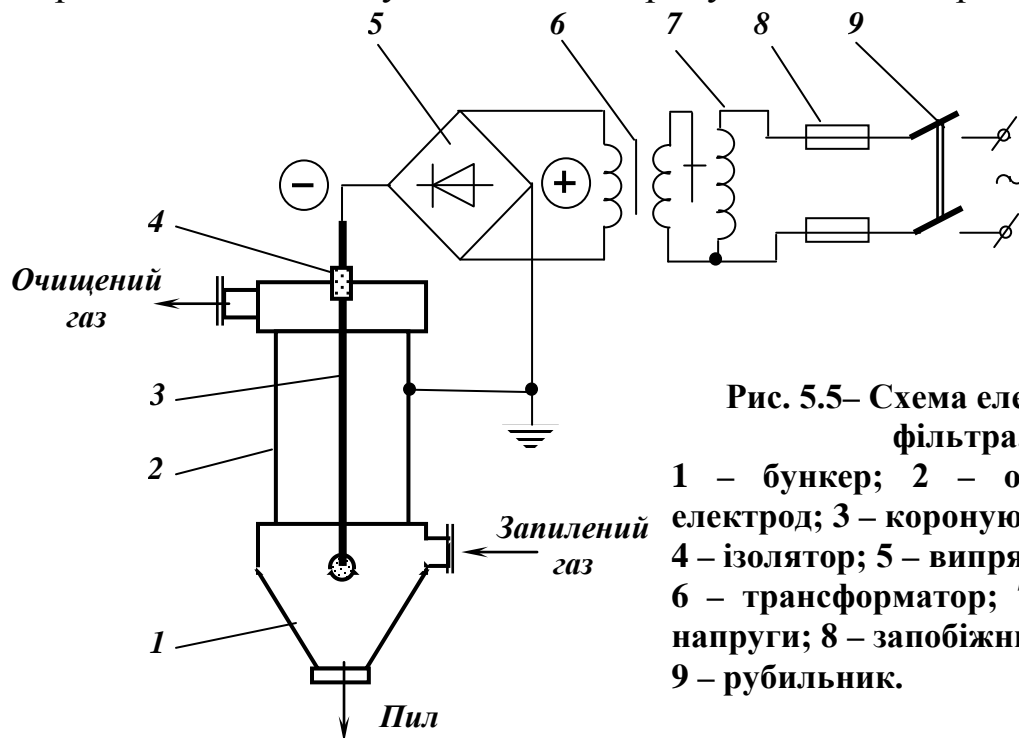 5 6 7 8 9
− +
~
4
Очищений
газ
3
2
Рис. 5.5– Схема еле
фільтра.
1 – бункер; 2 – о
електрод; 3 – короную
4 – ізолятор; 5 – випря
6 – трансформатор; 7
напруги; 8 – запобіжн
9 – рубильник.
Запилений
газ
1
Пил